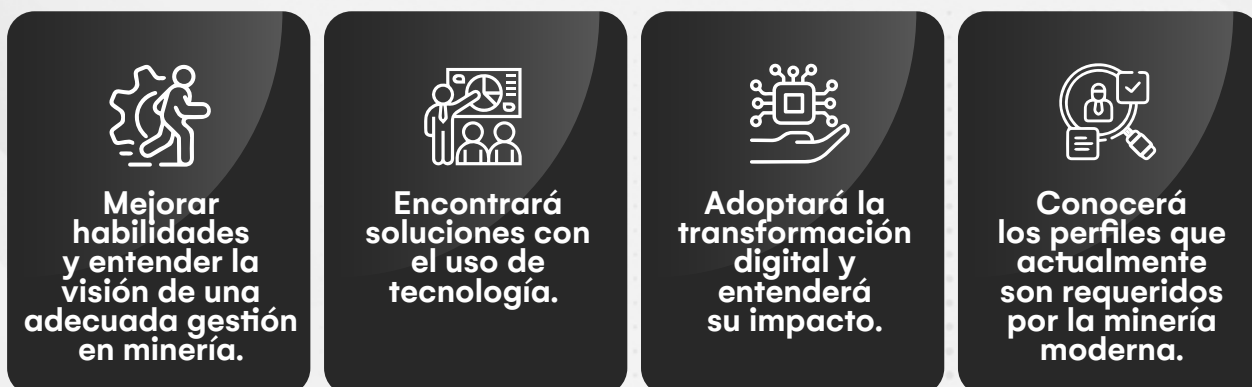 Mejorar
habilidades
y entender la
visión de una
adecuada gestión
en minería.
Encontrará
soluciones con
el uso de
tecnología.
Adoptará la
transformación
digital y
entenderá
su impacto.
Conocerá
los perfiles que
actualmente
son requeridos
por la minería
moderna.